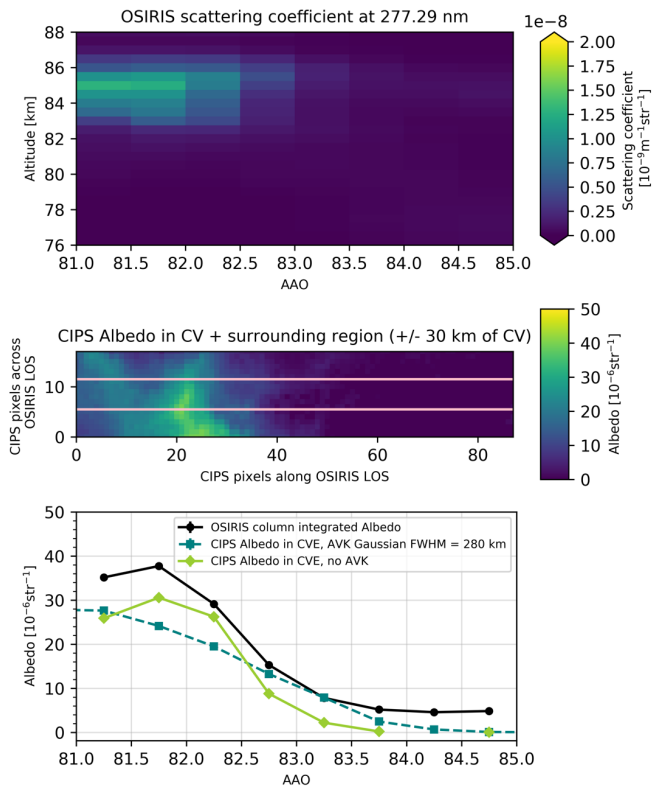 OSIRIS scattering coefficient at 277.29 nm
1e−8
88
86
84
82
80
78
76
Altitude [km]
81.0 81.5 82.0 82.5 83.0 83.5 84.0 84.5 85.0
AAO
2.00
1.75
1.50
1.25
1.00
0.75
0.50
0.25
0.00
Scattering coefficient
[10⁻⁹m⁻¹str⁻¹]
CIPS Albedo in CV + surrounding region (+/- 30 km of CV)
CIPS pixels across
OSIRIS LOS
10
0
0 20 40 60 80
CIPS pixels along OSIRIS LOS
50
40
30
20
10
0
Albedo [10⁻⁶str⁻¹]
50
40
30
20
10
0
Albedo [10⁻⁶str⁻¹]
OSIRIS column integrated Albedo
CIPS Albedo in CVE, AVK Gaussian FWHM = 280 km
CIPS Albedo in CVE, no AVK
81.0 81.5 82.0 82.5 83.0 83.5 84.0 84.5 85.0
AAO